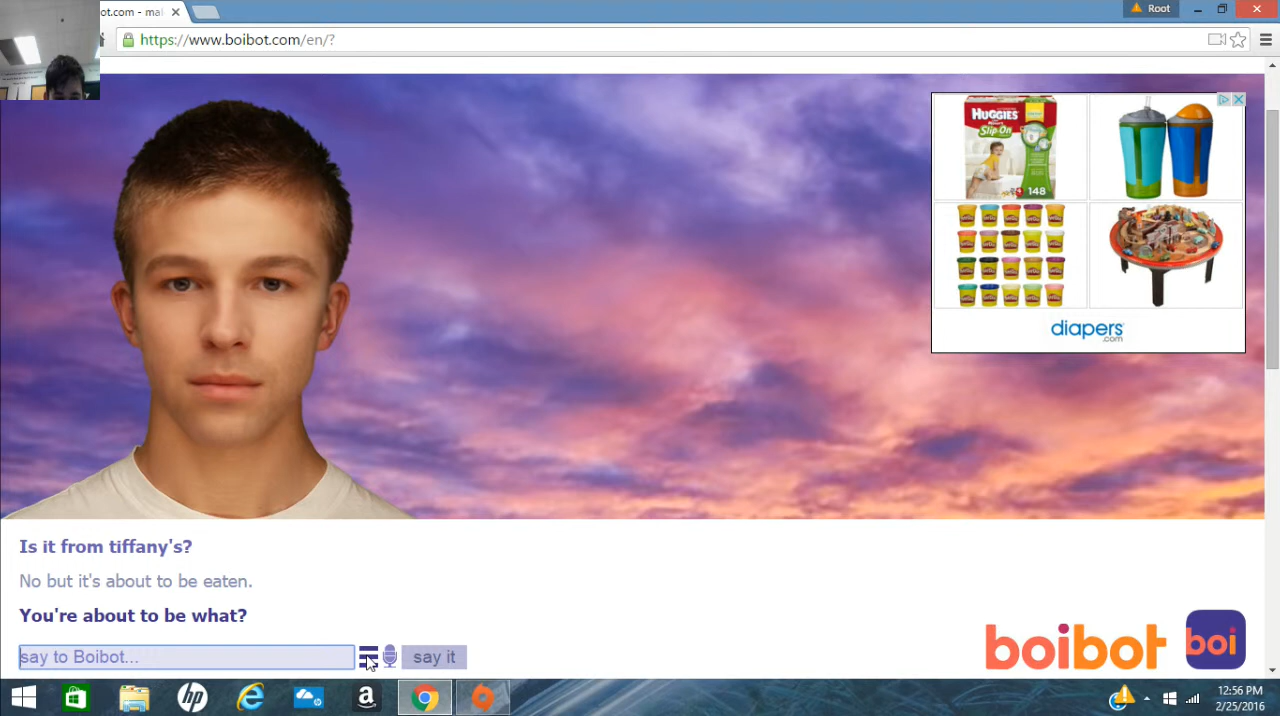 ot.com - mai
Root
https://www.boibot.com/en/?
HUGGIES
Slip-On
148
diapers
.com
Is it from tiffany's?
No but it's about to be eaten.
You're about to be what?
say to Boibot...
say it
boibot
boi
12:56 PM
2/25/2016